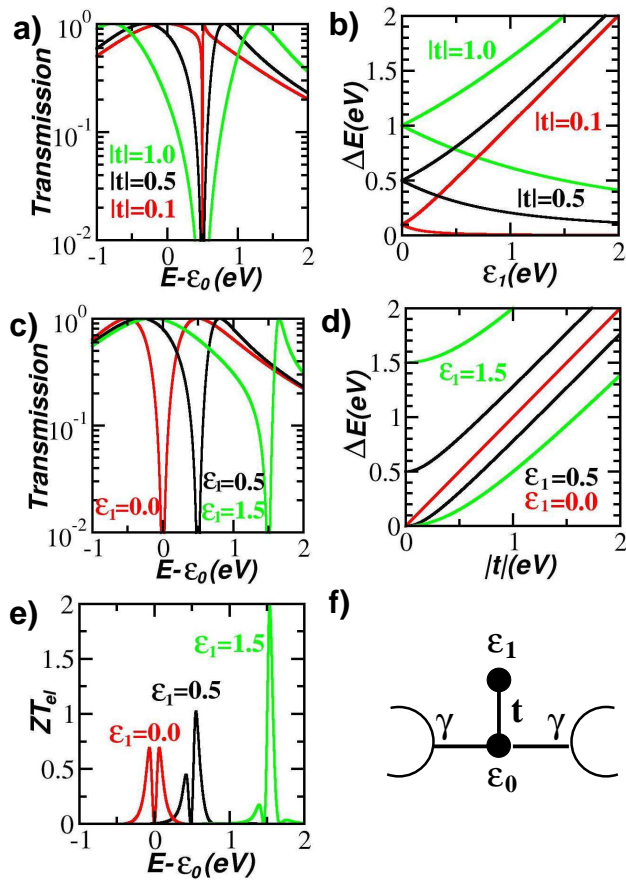 a)
Transmission
10^0
10^-1
10^-2
|t|=1.0
|t|=0.5
|t|=0.1
-1 0 1 2
E-ε₀(eV)
b)
ΔE(eV)
2
1.5
1
0.5
0
|t|=1.0
|t|=0.1
|t|=0.5
0 1 2
ε₁(eV)
c)
Transmission
10^0
10^-1
10^-2
ε₁=0.0
ε₁=0.5
ε₁=1.5
-1 0 1 2
E-ε₀(eV)
d)
ΔE(eV)
2
1.5
1
0.5
0
ε₁=1.5
ε₁=0.5
ε₁=0.0
0 1 2
|t|(eV)
e)
ZT_el
2
1.5
0.75
0
ε₁=1.5
ε₁=0.5
ε₁=0.0
-1 0 1 2
E-ε₀(eV)
f)
ε₁
γ t γ
ε₀